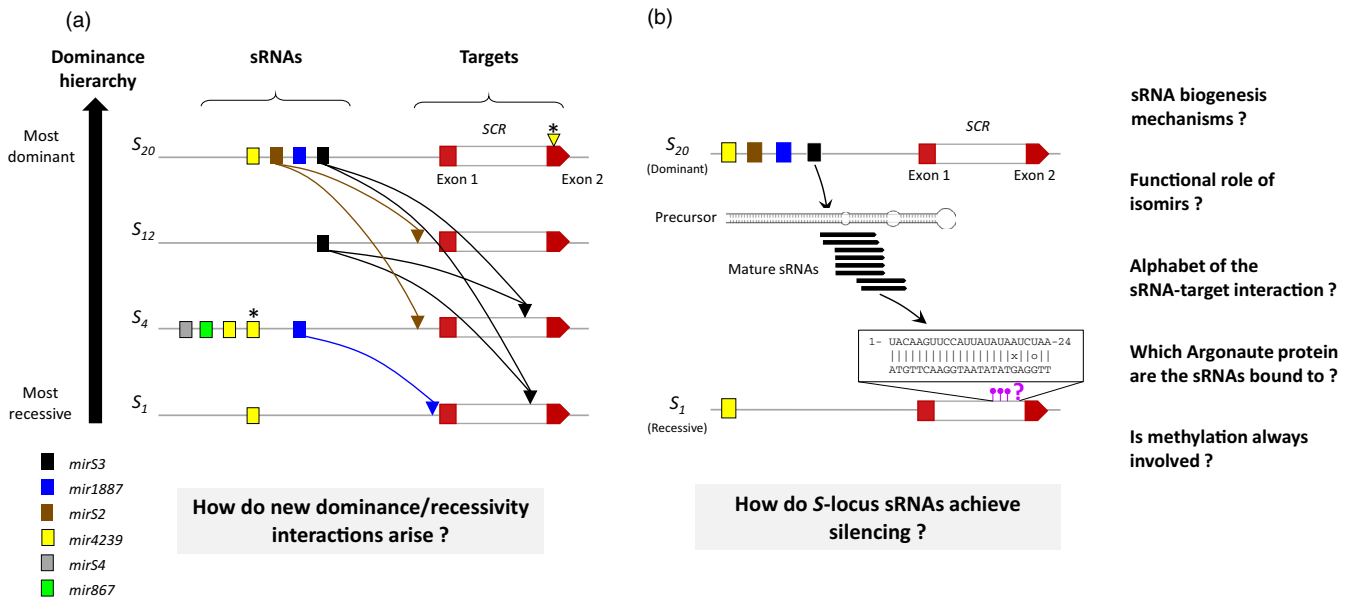 (a)
Dominance
hierarchy
sRNAs
Targets
Most
dominant
S20
SCR
*
Exon 1
Exon 2
S12
S4
*
Most
recessive
S1
mirS3
mir1887
mirS2
mir4239
mirS4
mir867
How do new dominance/recessivity
interactions arise ?
(b)
S20
(Dominant)
SCR
Exon 1
Exon 2
Precursor
Mature sRNAs
1- UACAAGUUCCAUUAUAUAAUCUAA-24
||||||||||||||||||x||o||
ATGTTCAAGGTAATATATGAGGTT
?
S1
(Recessive)
How do S-locus sRNAs achieve
silencing ?
sRNA biogenesis
mechanisms ?
Functional role of
isomirs ?
Alphabet of the
sRNA-target interaction ?
Which Argonaute protein
are the sRNAs bound to ?
Is methylation always
involved ?